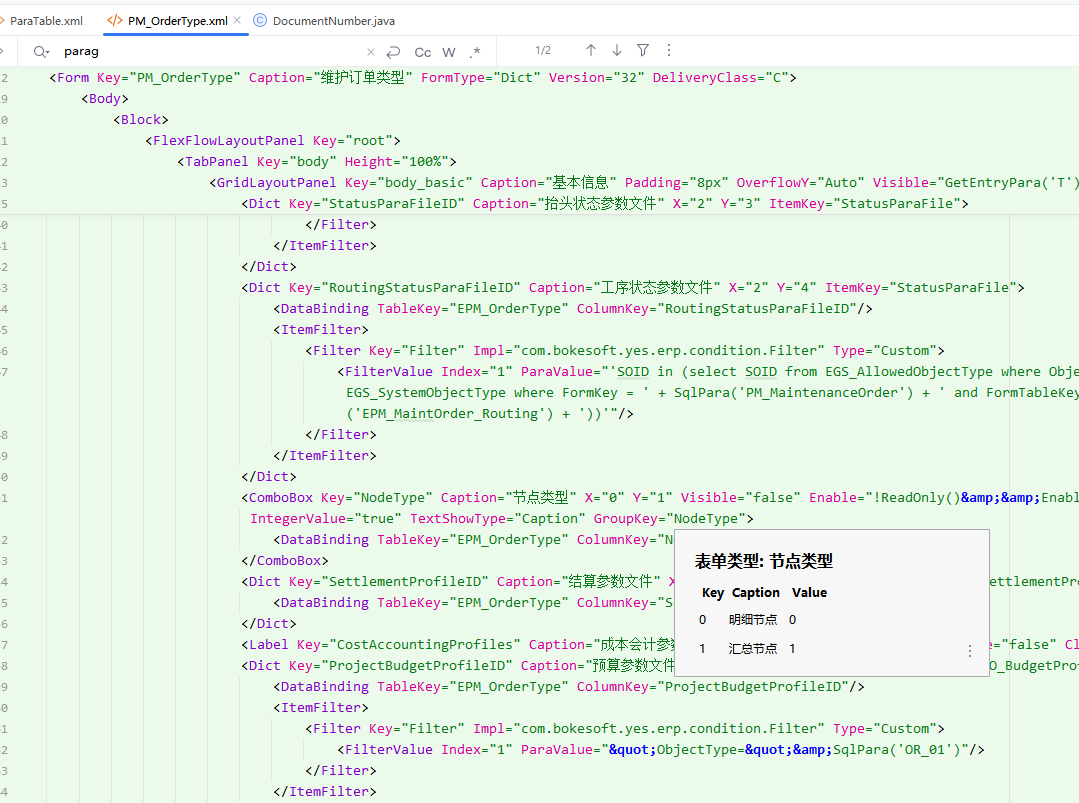 ParaTable.xml PM_OrderType.xml DocumentNumber.java
parag Cc W .* 1/2
2 <Form Key="PM_OrderType" Caption="维护订单类型" FormType="Dict" Version="32" DeliveryClass="C">
9 <Body>
0 <Block>
1 <FlexFlowLayoutPanel Key="root">
2 <TabPanel Key="body" Height="100%">
3 <GridLayoutPanel Key="body_basic" Caption="基本信息" Padding="8px" OverflowY="Auto" Visible="GetEntryPara('T')
5 <Dict Key="StatusParaFileID" Caption="抬头状态参数文件" X="2" Y="3" ItemKey="StatusParaFile">
0 </Filter>
1 </ItemFilter>
2 </Dict>
3 <Dict Key="RoutingStatusParaFileID" Caption="工序状态参数文件" X="2" Y="4" ItemKey="StatusParaFile">
4 <DataBinding TableKey="EPM_OrderType" ColumnKey="RoutingStatusParaFileID"/>
5 <ItemFilter>
6 <Filter Key="Filter" Impl="com.bokesoft.yes.erp.condition.Filter" Type="Custom">
7 <FilterValue Index="1" ParaValue="'SOID in (select SOID from EGS_AllowedObjectType where Obje
EGS_SystemObjectType where FormKey = ' + SqlPara('PM_MaintenanceOrder') + ' and FormTableKey
('EPM_MaintOrder_Routing') + '))'"/>
8 </Filter>
9 </ItemFilter>
0 </Dict>
1 <ComboBox Key="NodeType" Caption="节点类型" X="0" Y="1" Visible="false" Enable="!ReadOnly()&amp;&amp;Enabl
IntegerValue="true" TextShowType="Caption" GroupKey="NodeType">
2 <DataBinding TableKey="EPM_OrderType" ColumnKey="N
3 </ComboBox>
4 <Dict Key="SettlementProfileID" Caption="结算参数文件" X ettlementPro
5 <DataBinding TableKey="EPM_OrderType" ColumnKey="S
6 </Dict>
7 <Label Key="CostAccountingProfiles" Caption="成本会计参 e="false" Cl
8 <Dict Key="ProjectBudgetProfileID" Caption="预算参数文件 O_BudgetProf
9 <DataBinding TableKey="EPM_OrderType" ColumnKey="ProjectBudgetProfileID"/>
0 <ItemFilter>
1 <Filter Key="Filter" Impl="com.bokesoft.yes.erp.condition.Filter" Type="Custom">
2 <FilterValue Index="1" ParaValue="&quot;ObjectType=&quot;&amp;SqlPara('OR_01')"/>
3 </Filter>
4 </ItemFilter>
表单类型: 节点类型
Key Caption Value
0 明细节点 0
1 汇总节点 1